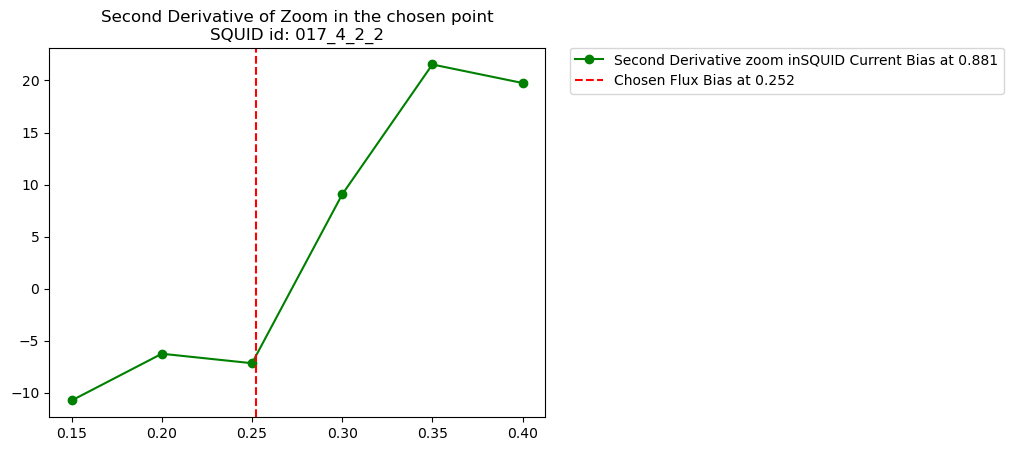 Second Derivative of Zoom in the chosen point
SQUID id: 017_4_2_2
Second Derivative zoom inSQUID Current Bias at 0.881
Chosen Flux Bias at 0.252
20
15
10
5
0
−5
−10
0.15 0.20 0.25 0.30 0.35 0.40